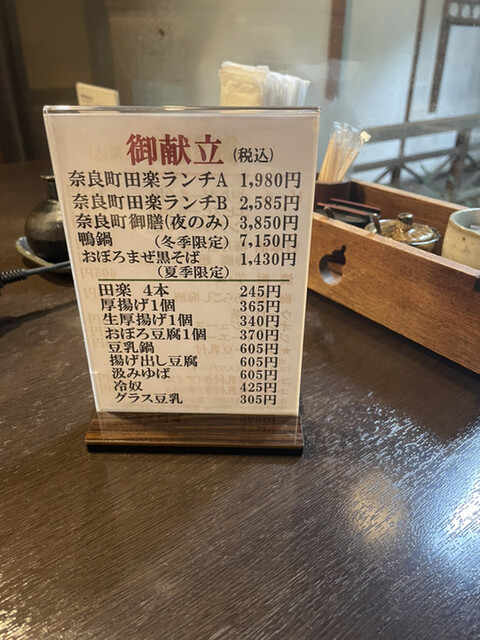 御献立 (税込)
奈良町田楽ランチA 1,980円
奈良町田楽ランチB 2,585円
奈良町御膳(夜のみ) 3,850円
鴨鍋 (冬季限定) 7,150円
おぼろまぜ黒そば 1,430円
(夏季限定)
田楽 4本 245円
厚揚げ1個 365円
生厚揚げ1個 340円
おぼろ豆腐1個 370円
豆乳鍋 605円
揚げ出し豆腐 605円
汲みゆば 605円
冷奴 425円
グラス豆乳 305円